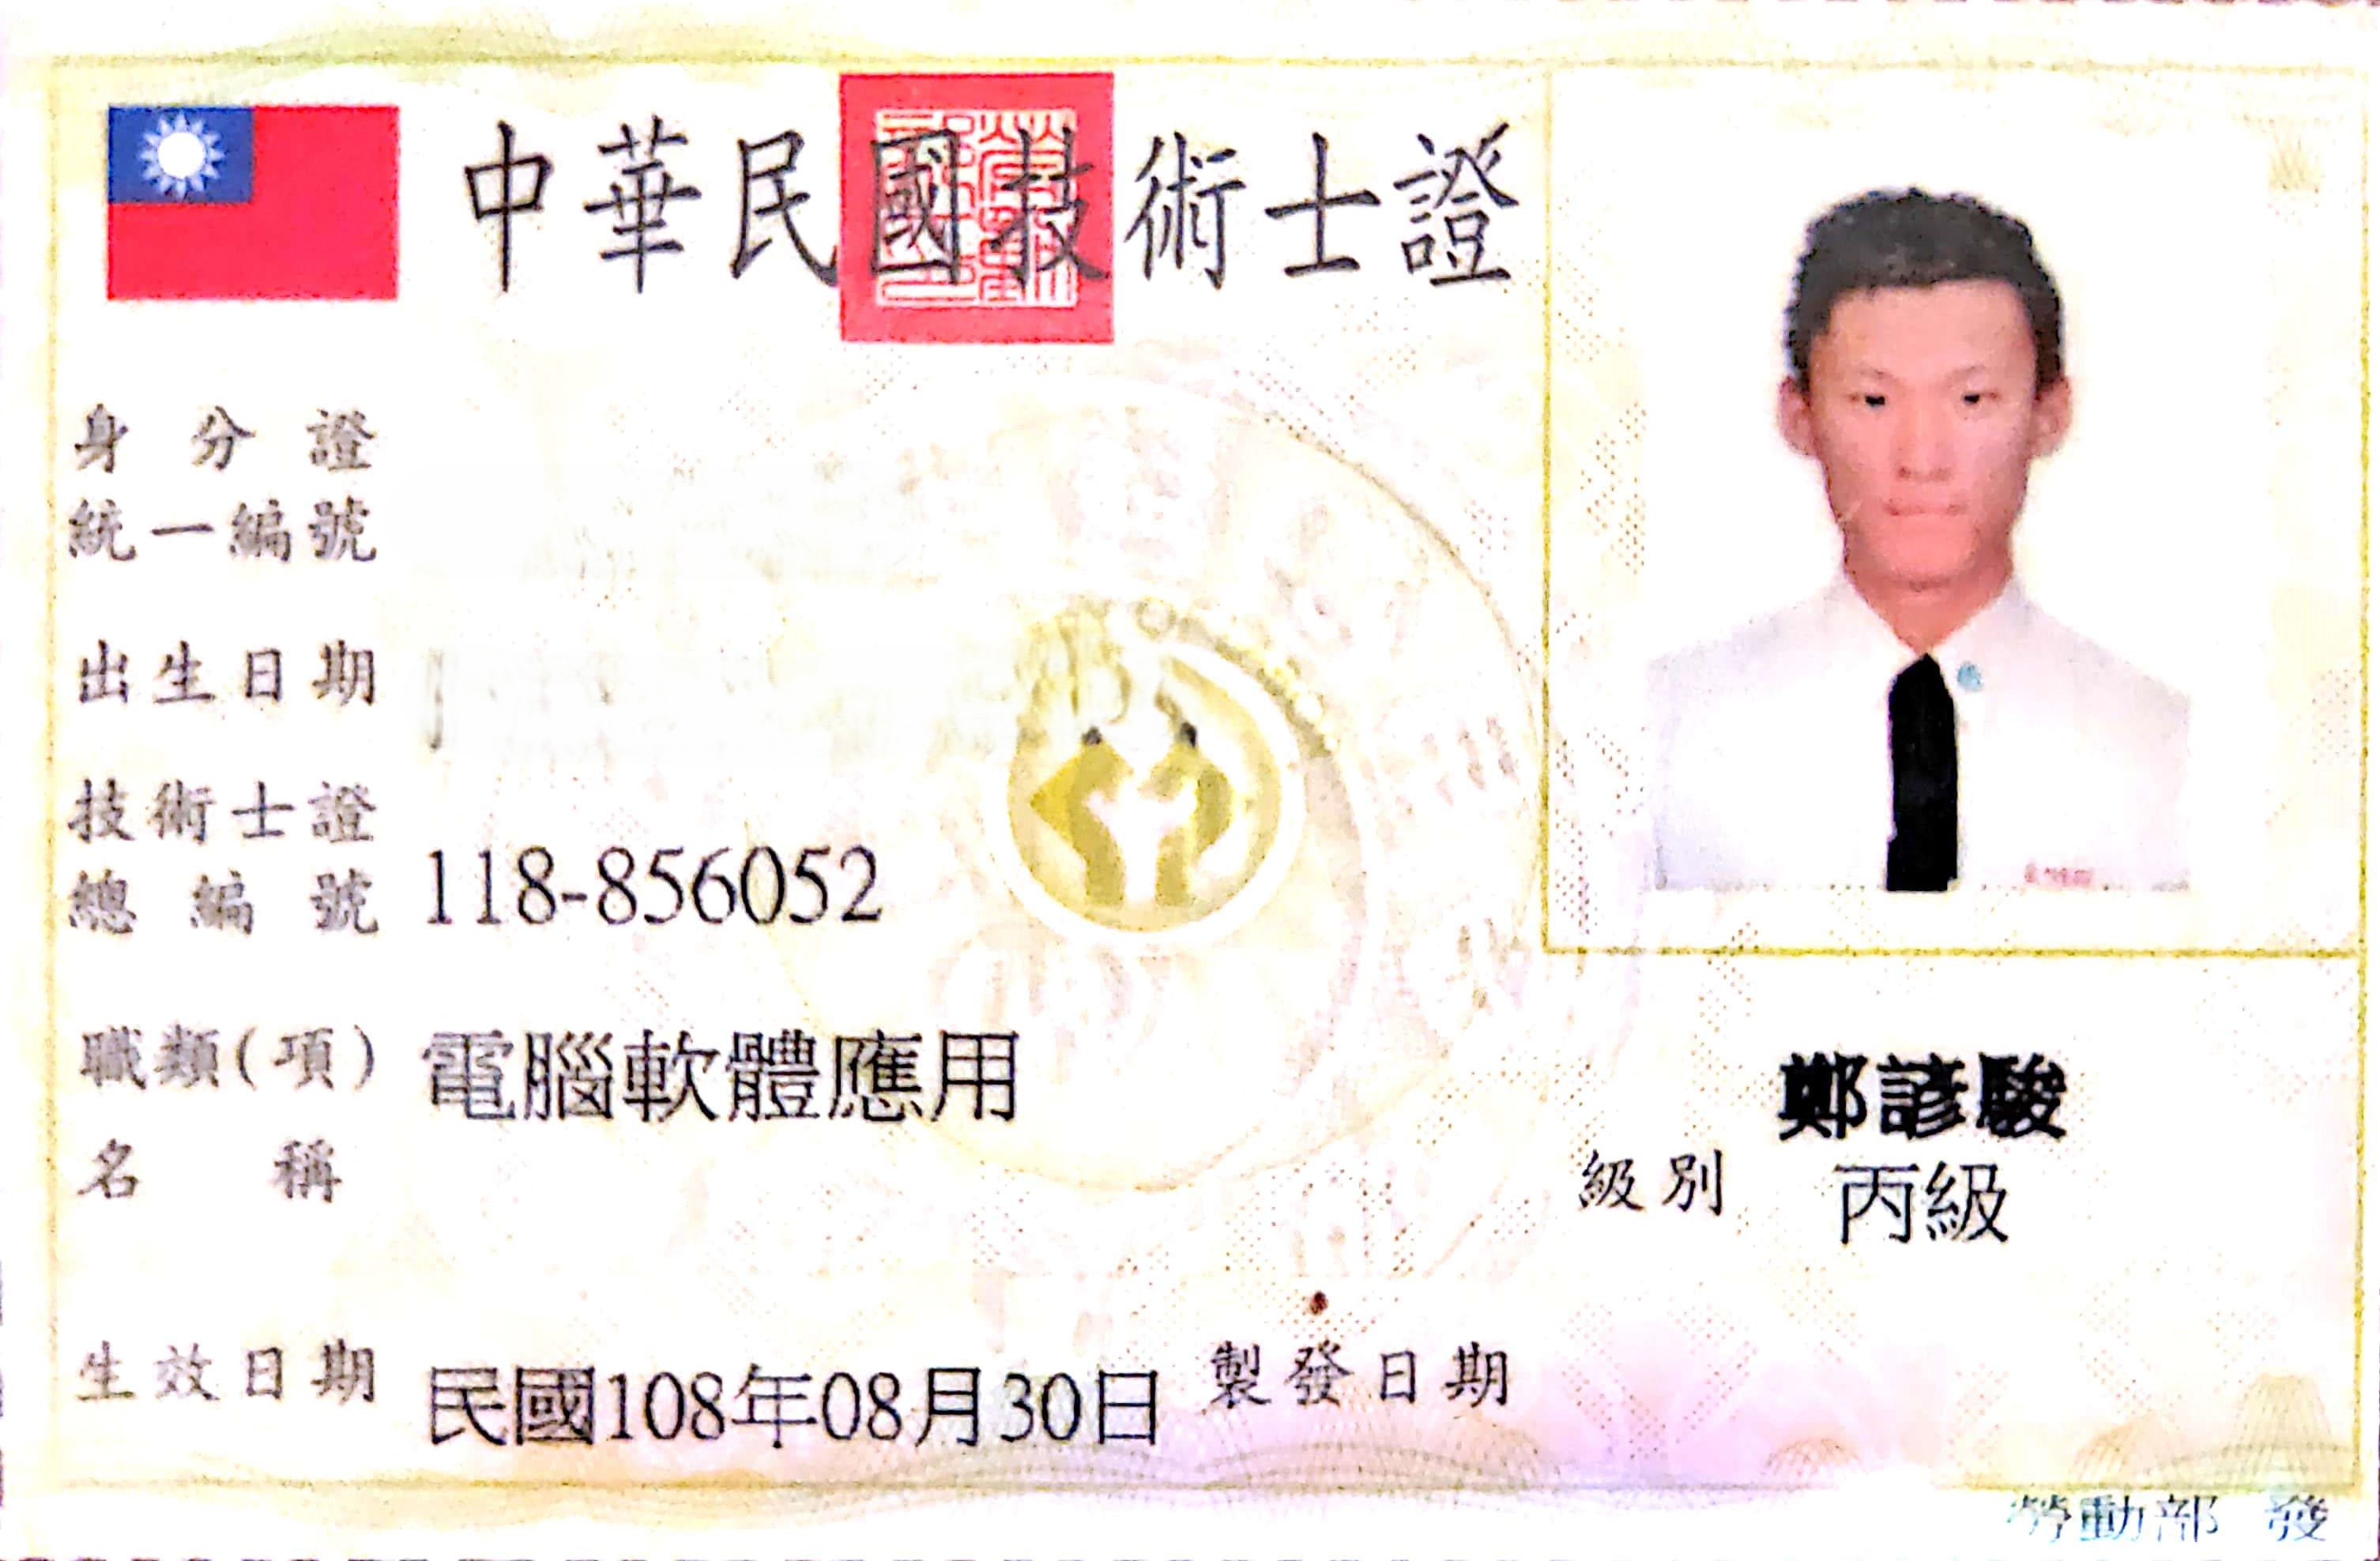 中華民國技術士證
身分證
統一編號
出生日期
技術士證
總編號 118-856052
職類(項) 電腦軟體應用
名稱
鄭諺駿
級別 丙級
生效日期 民國108年08月30日 製發日期
勞動部 發